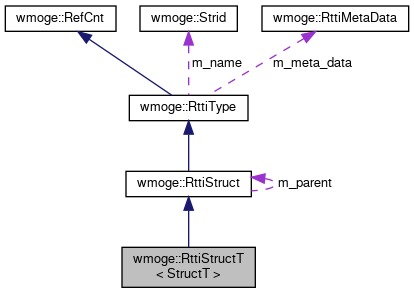 wmoge::RefCnt
wmoge::Strid
wmoge::RttiMetaData
m_name
m_meta_data
wmoge::RttiType
wmoge::RttiStruct
m_parent
wmoge::RttiStructT
< StructT >